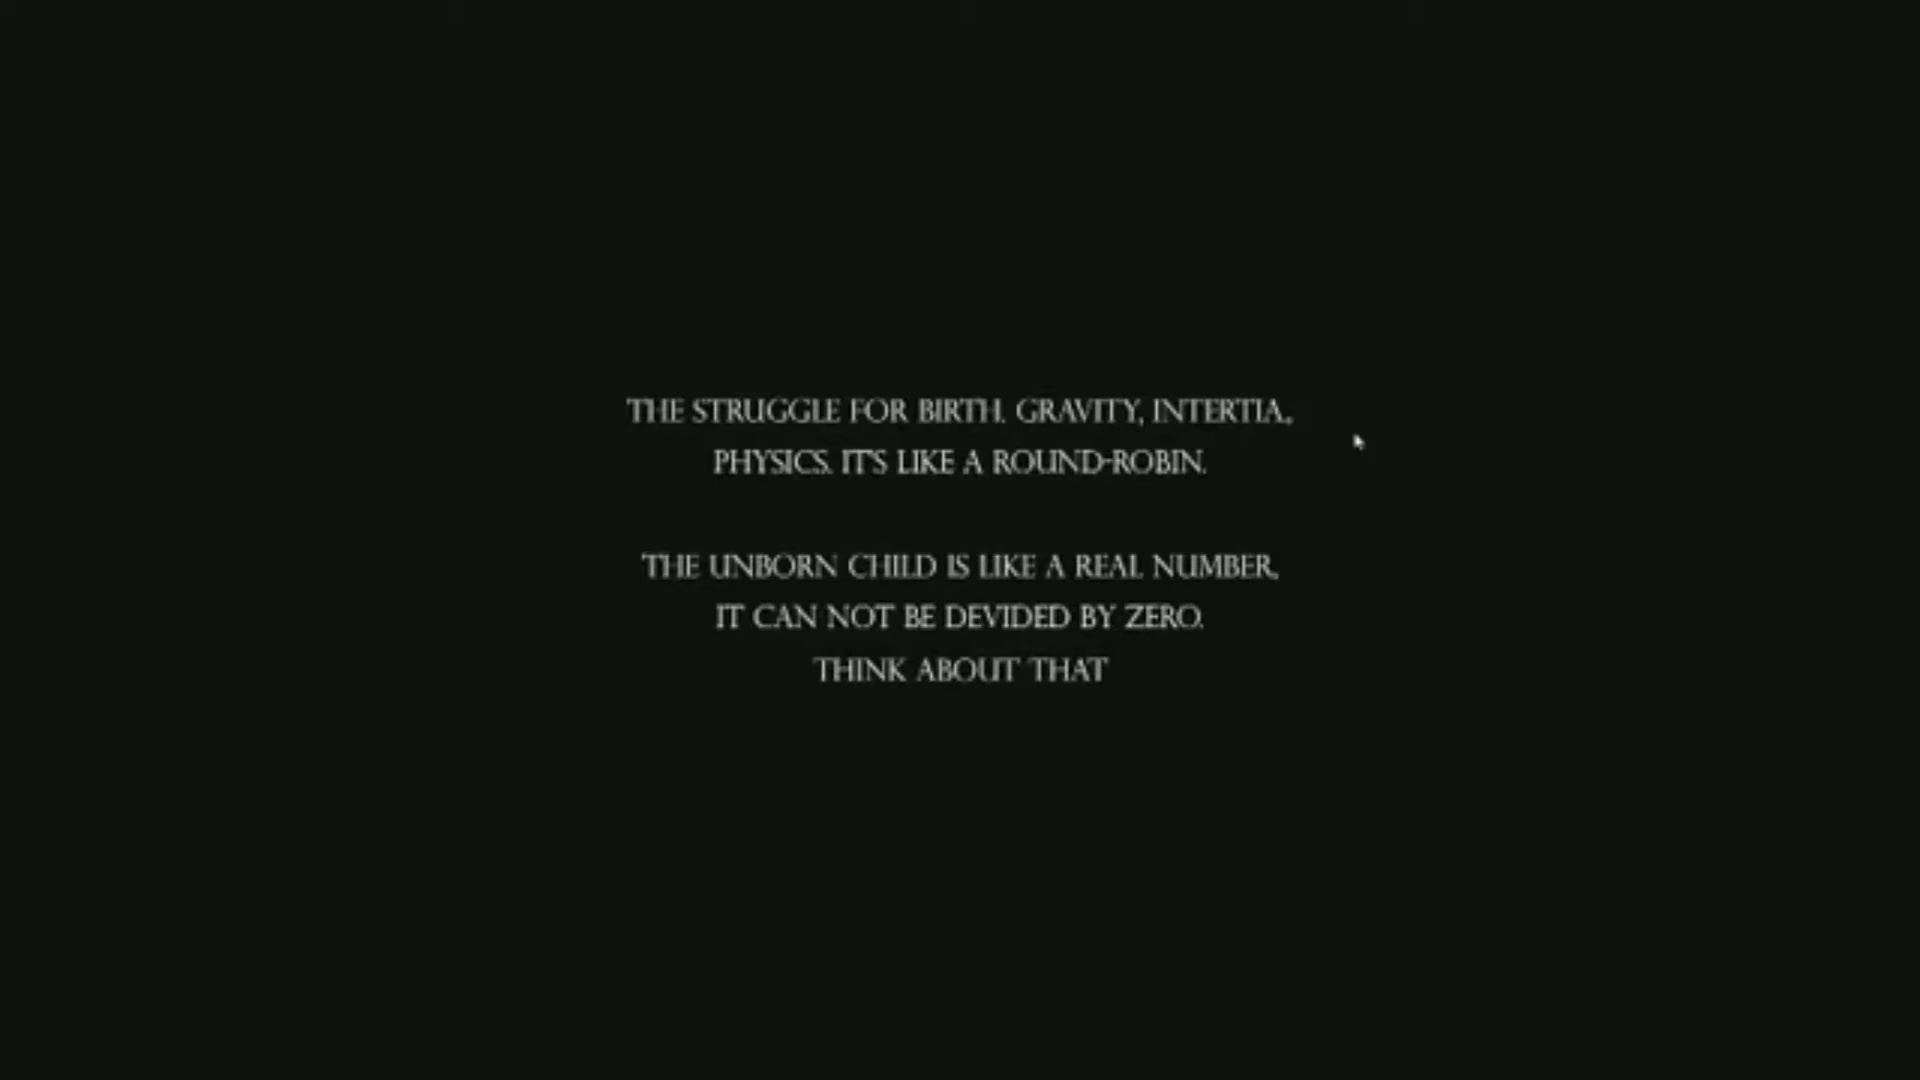 THE STRUGGLE FOR BIRTH. GRAVITY, INTERTIA,,
PHYSICS. IT'S LIKE A ROUND-ROBIN.
THE UNBORN CHILD IS LIKE A REAL NUMBER,
IT CAN NOT BE DEVIDED BY ZERO.
THINK ABOUT THAT